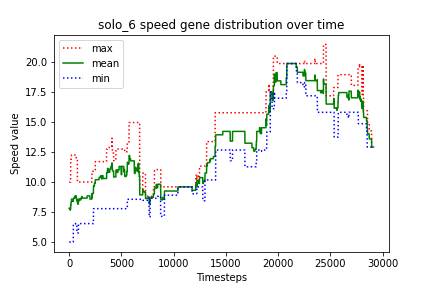 solo_6 speed gene distribution over time
max
mean
min
Speed value
20.0
17.5
15.0
12.5
10.0
7.5
5.0
0
5000
10000
15000
20000
25000
30000
Timesteps